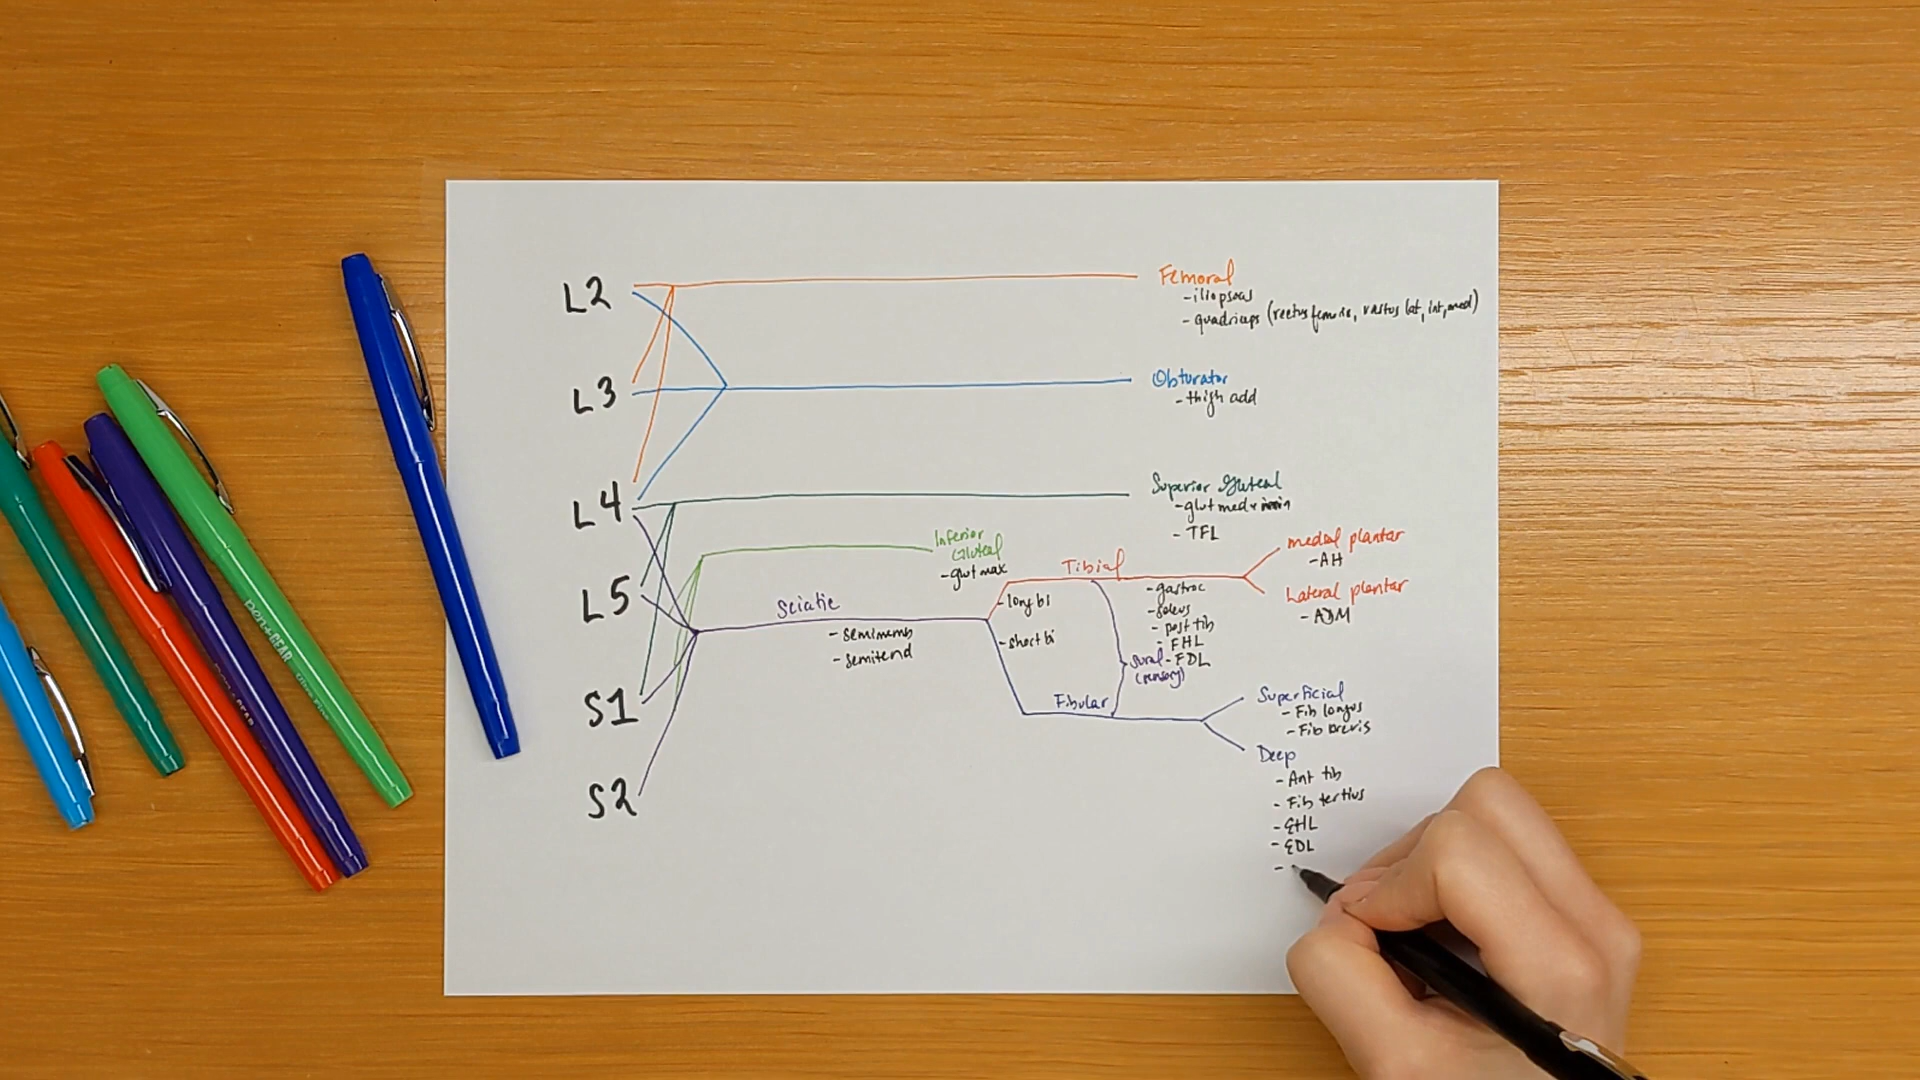 L2
L3
L4
L5
S1
S2
Femoral
- iliopsoas
- quadriceps (rectus femoris, vastus lat, int, med)
Obturator
- thigh add
Superior Gluteal
- glut med + min
- TFL
Inferior
Gluteal
- glut max
Sciatic
- semimemb
- semitend
Tibial
- long bi
- short bi
- gastroc
- soleus
- post tib
- FHL
- FDL
Sural
(sensory)
medial plantar
- AH
Lateral plantar
- ADM
Fibular
Superficial
- Fib longus
- Fib brevis
Deep
- Ant tib
- Fib tertius
- EHL
- EDL
-
pen+GEAR